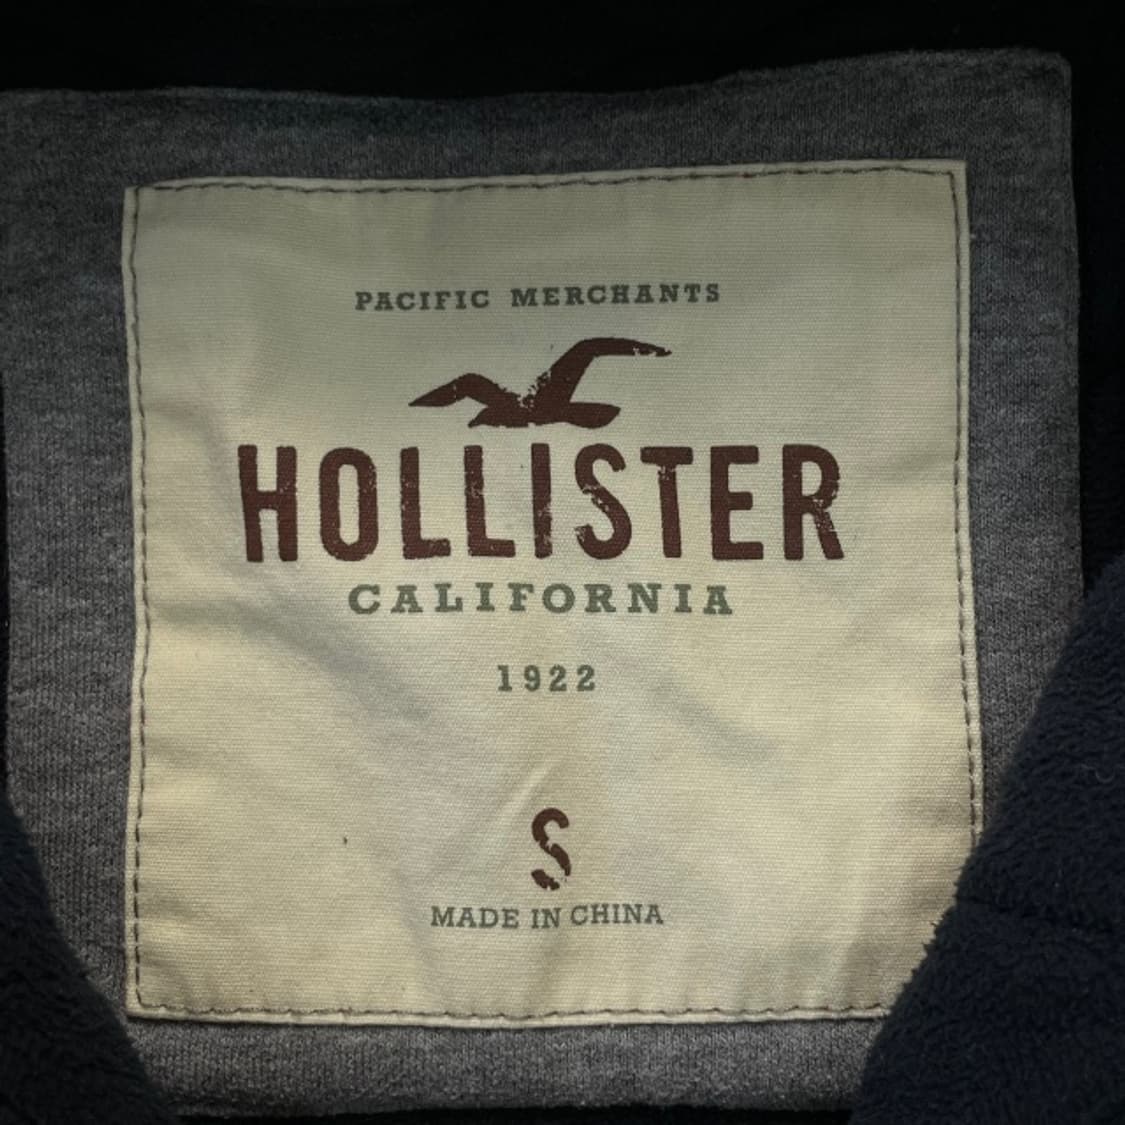 PACIFIC MERCHANTS
HOLLISTER
CALIFORNIA
1922
S
MADE IN CHINA